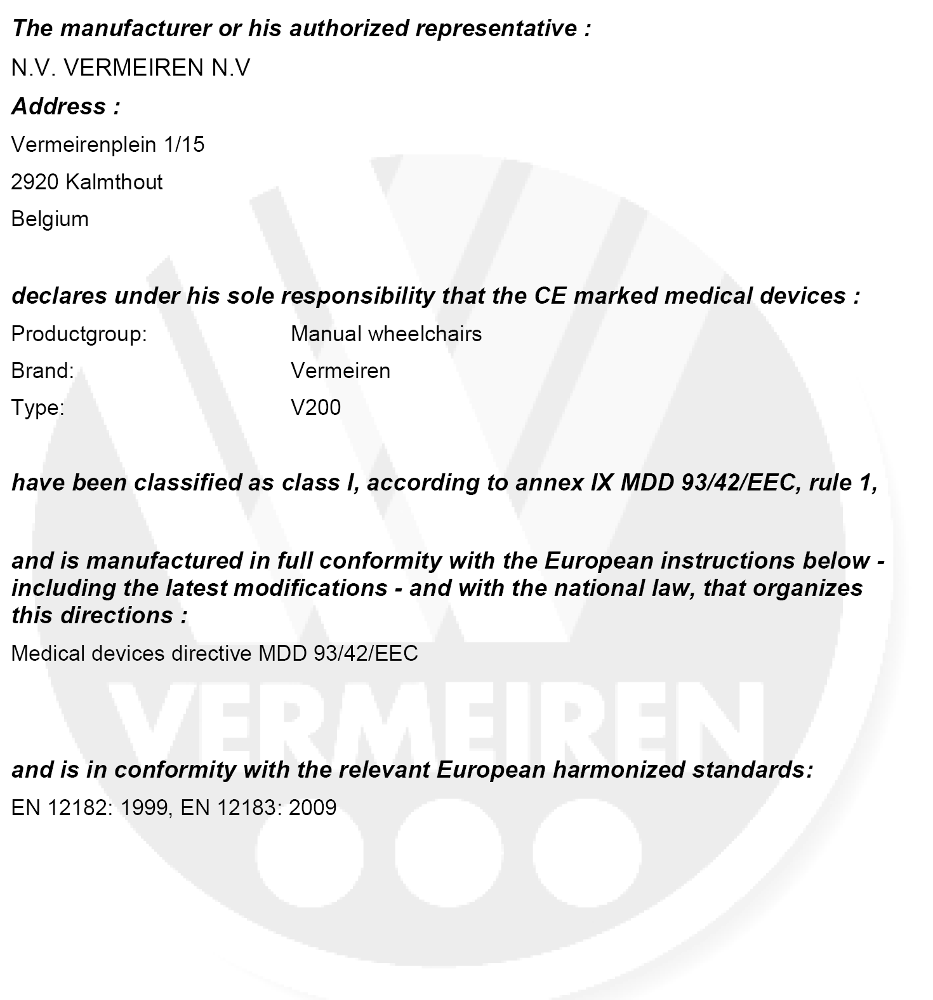 The manufacturer or his authorized representative :
N.V. VERMEIREN N.V
Address :
Vermeirenplein 1/15
2920 Kalmthout
Belgium
declares under his sole responsibility that the CE marked medical devices :
Productgroup: Manual wheelchairs
Brand: Vermeiren
Type: V200
have been classified as class I, according to annex IX MDD 93/42/EEC, rule 1,
and is manufactured in full conformity with the European instructions below -
including the latest modifications - and with the national law, that organizes
this directions :
Medical devices directive MDD 93/42/EEC
VERMEIREN
and is in conformity with the relevant European harmonized standards:
EN 12182: 1999, EN 12183: 2009